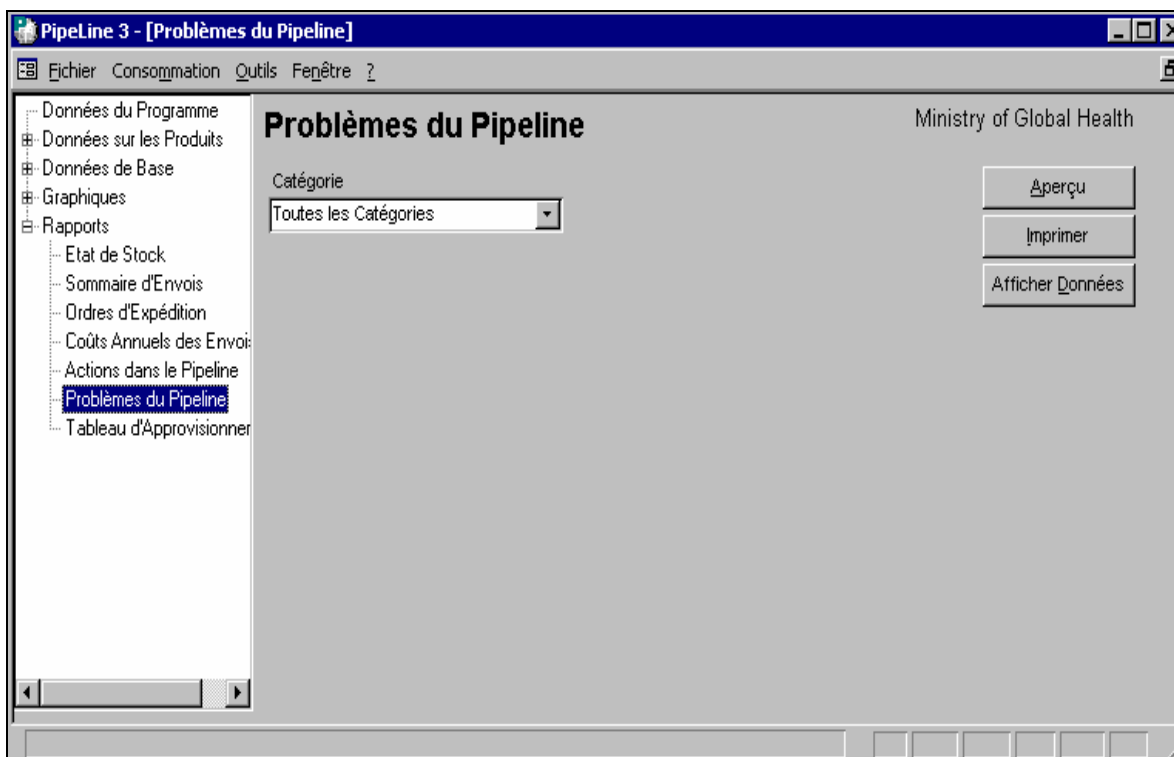 PipeLine 3 - [Problèmes du Pipeline]
Fichier Consommation Outils Fenêtre ?
Données du Programme
Données sur les Produits
Données de Base
Graphiques
Rapports
Etat de Stock
Sommaire d'Envois
Ordres d'Expédition
Coûts Annuels des Envois
Actions dans le Pipeline
Problèmes du Pipeline
Tableau d'Approvisionner
Problèmes du Pipeline
Ministry of Global Health
Catégorie
Toutes les Catégories
Aperçu
Imprimer
Afficher Données